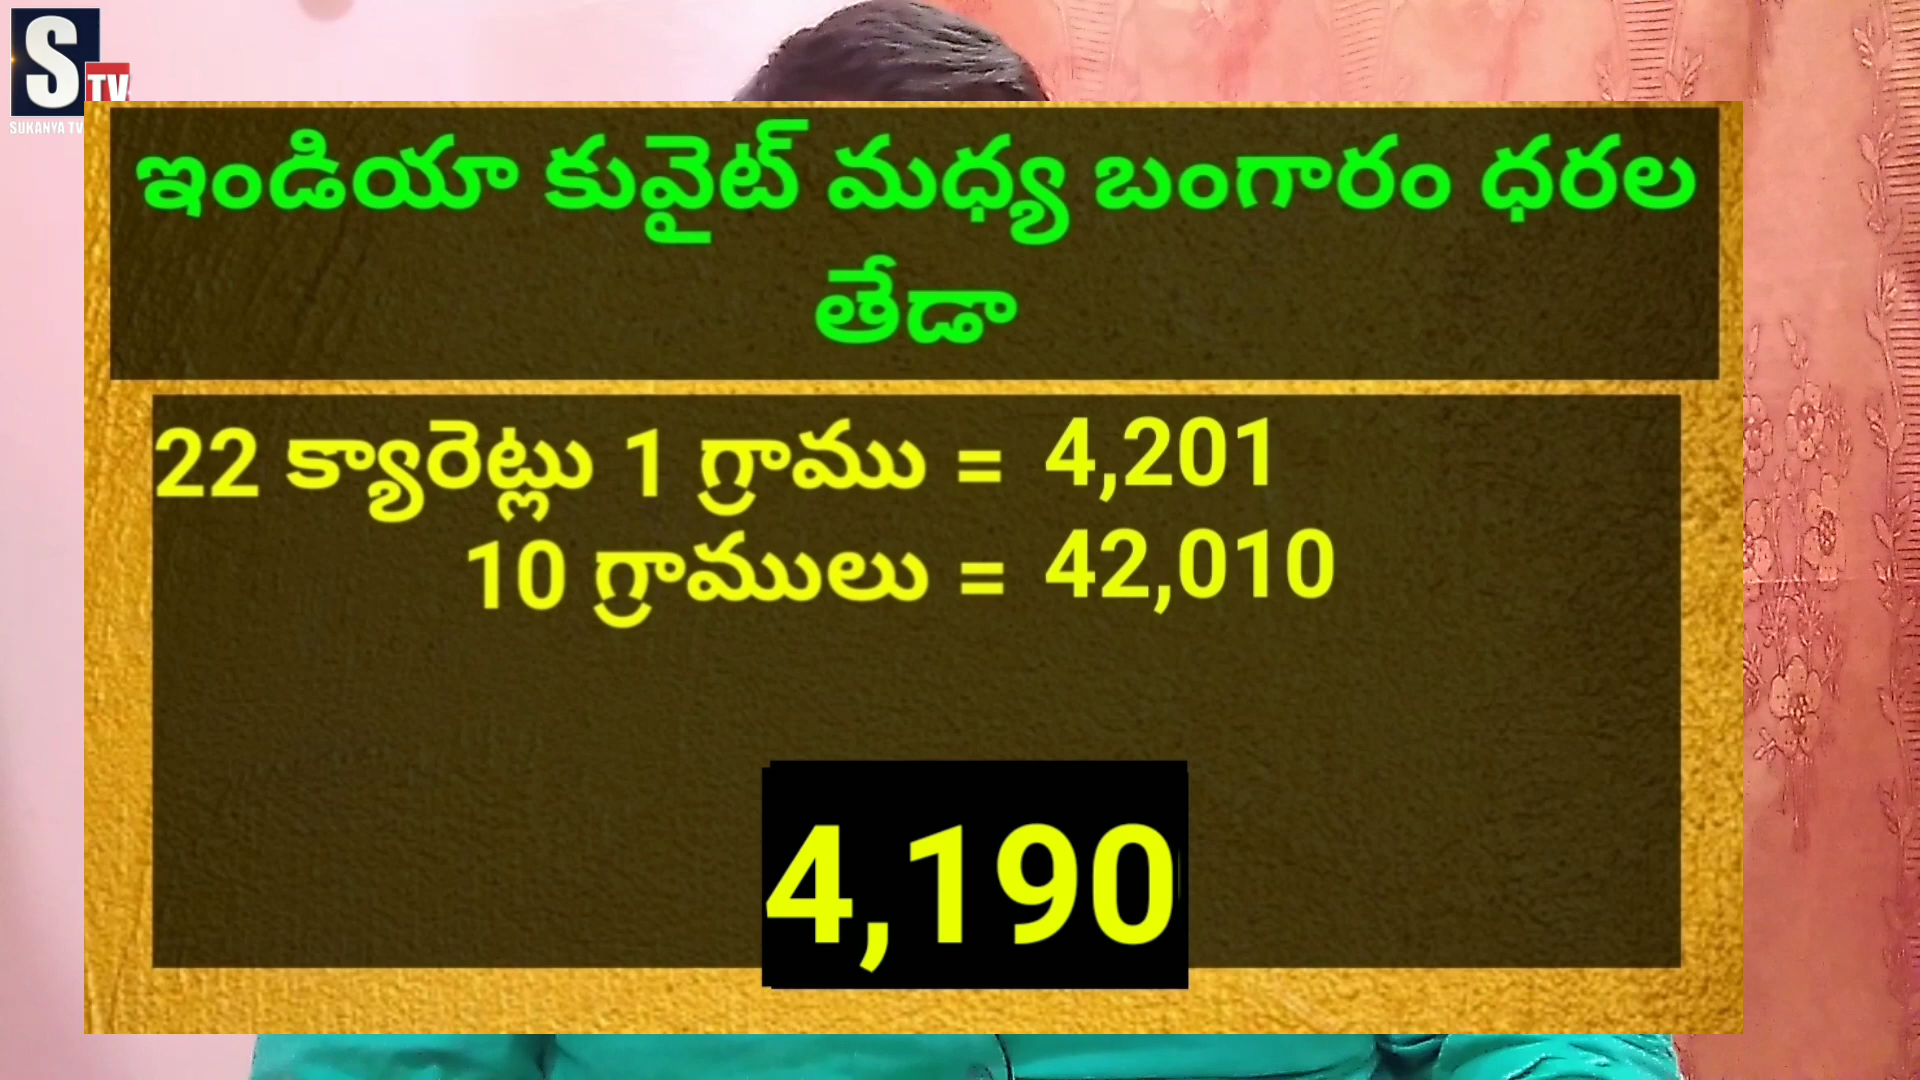 S
TV
SUKANYA TV
ఇండియా కువైట్ మధ్య బంగారం ధరల
తేడా
22 క్యారెట్లు 1 గ్రాము = 4,201
10 గ్రాములు = 42,010
4,190